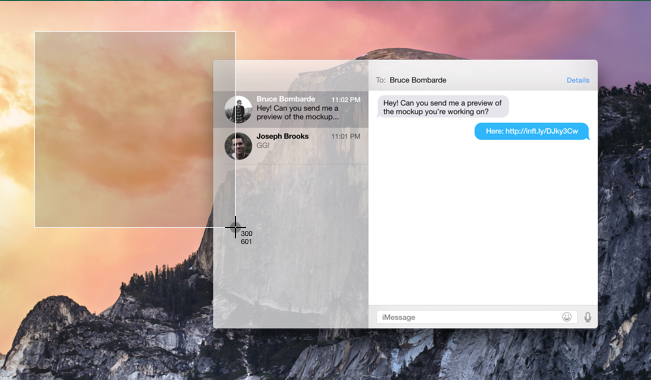 Bruce Bombarde 11:02 PM
Hey! Can you send me a
preview of the mockup...
Joseph Brooks 11:01 PM
GG!
300
601
To: Bruce Bombarde Details
Hey! Can you send me a preview of
the mockup you're working on?
Here: http://inft.ly/DJky3Cw
iMessage